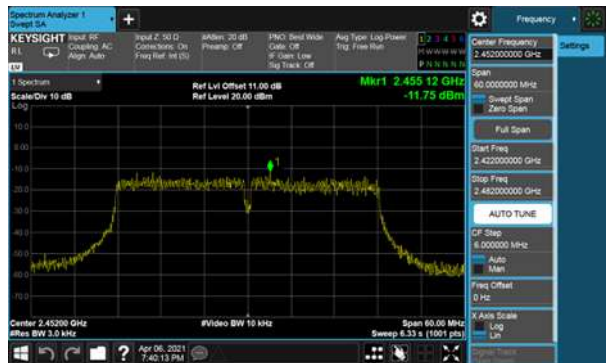 Spectrum Analyzer 1
Swept SA
Frequency
KEYSIGHT
Input: RF
Input Z: 50 Ω
#Atten: 20 dB
PNO: Best Wide
Avg Type: Log-Power
1 2 3 4 5 6
RL
Coupling: AC
Corrections: On
Preamp: Off
Gate: Off
Trig: Free Run
M W W W W W
Align: Auto
Freq Ref: Int (S)
IF Gain: Low
P N N N N N
Sig Track: Off
Center Frequency
2.452000000 GHz
Settings
Span
60.0000000 MHz
Swept Span
Zero Span
Full Span
Start Freq
2.422000000 GHz
Stop Freq
2.482000000 GHz
AUTO TUNE
CF Step
6.000000 MHz
Auto
Man
Freq Offset
0 Hz
X Axis Scale
Log
Lin
Signal Track
1 Spectrum
Ref Lvl Offset 11.00 dB
Mkr1 2.455 12 GHz
Scale/Div 10 dB
Ref Level 20.00 dBm
-11.75 dBm
Log
10.0
0.00
1
-10.0
-20.0
-30.0
-40.0
-50.0
-60.0
-70.0
Center 2.45200 GHz
#Video BW 10 kHz
Span 60.00 MHz
#Res BW 3.0 kHz
Sweep 6.33 s (1001 pts)
?
Apr 06, 2021
7:40:13 PM